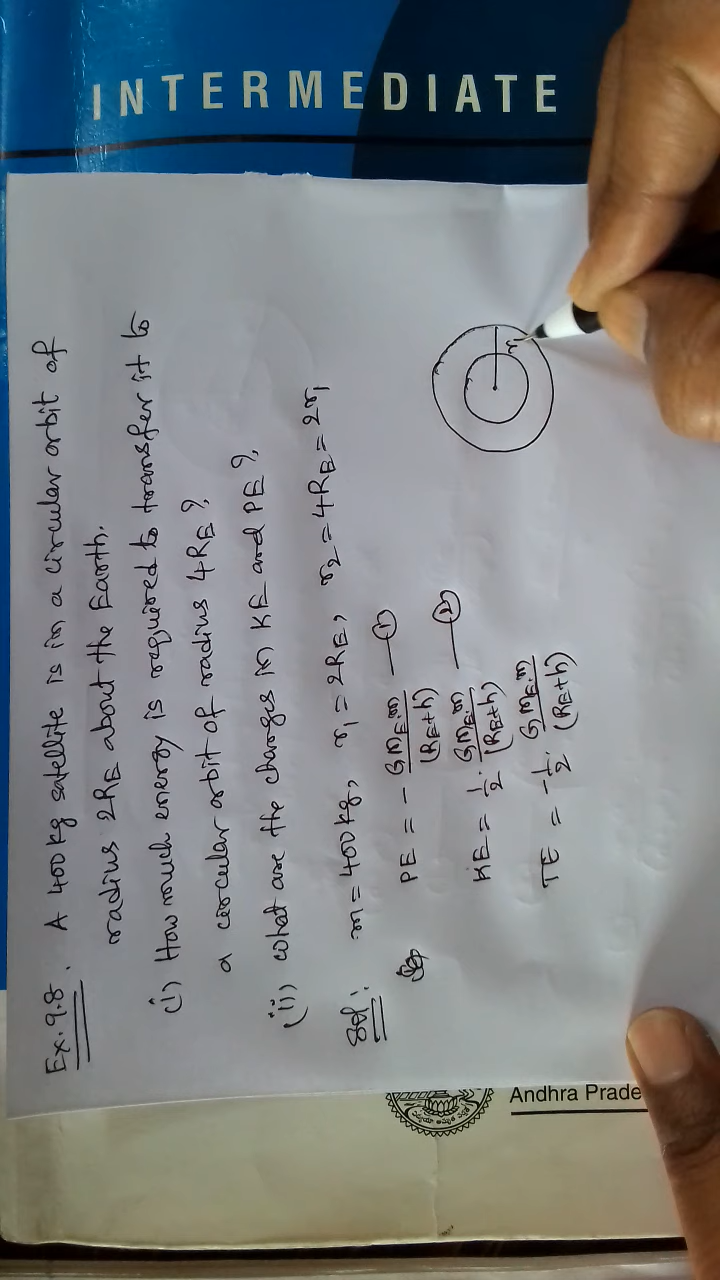 INTERMEDIATE
Ex. 9.8. A 400 kg satellite is in a circular orbit of
radius 2RE about the Earth.
(i) How much energy is required to transfer it to
a circular orbit of radius 4RE?
(ii) what are the changes in KE and PE?
Sol: m = 400 kg, r1 = 2RE, r2 = 4RE = 2r1
PE = - GME.m/(RE+h) — (1)
KE = 1/2. GME.m/(RE+h) — (2)
TE = -1/2. GME.m/(RE+h)
r1
Andhra Prade